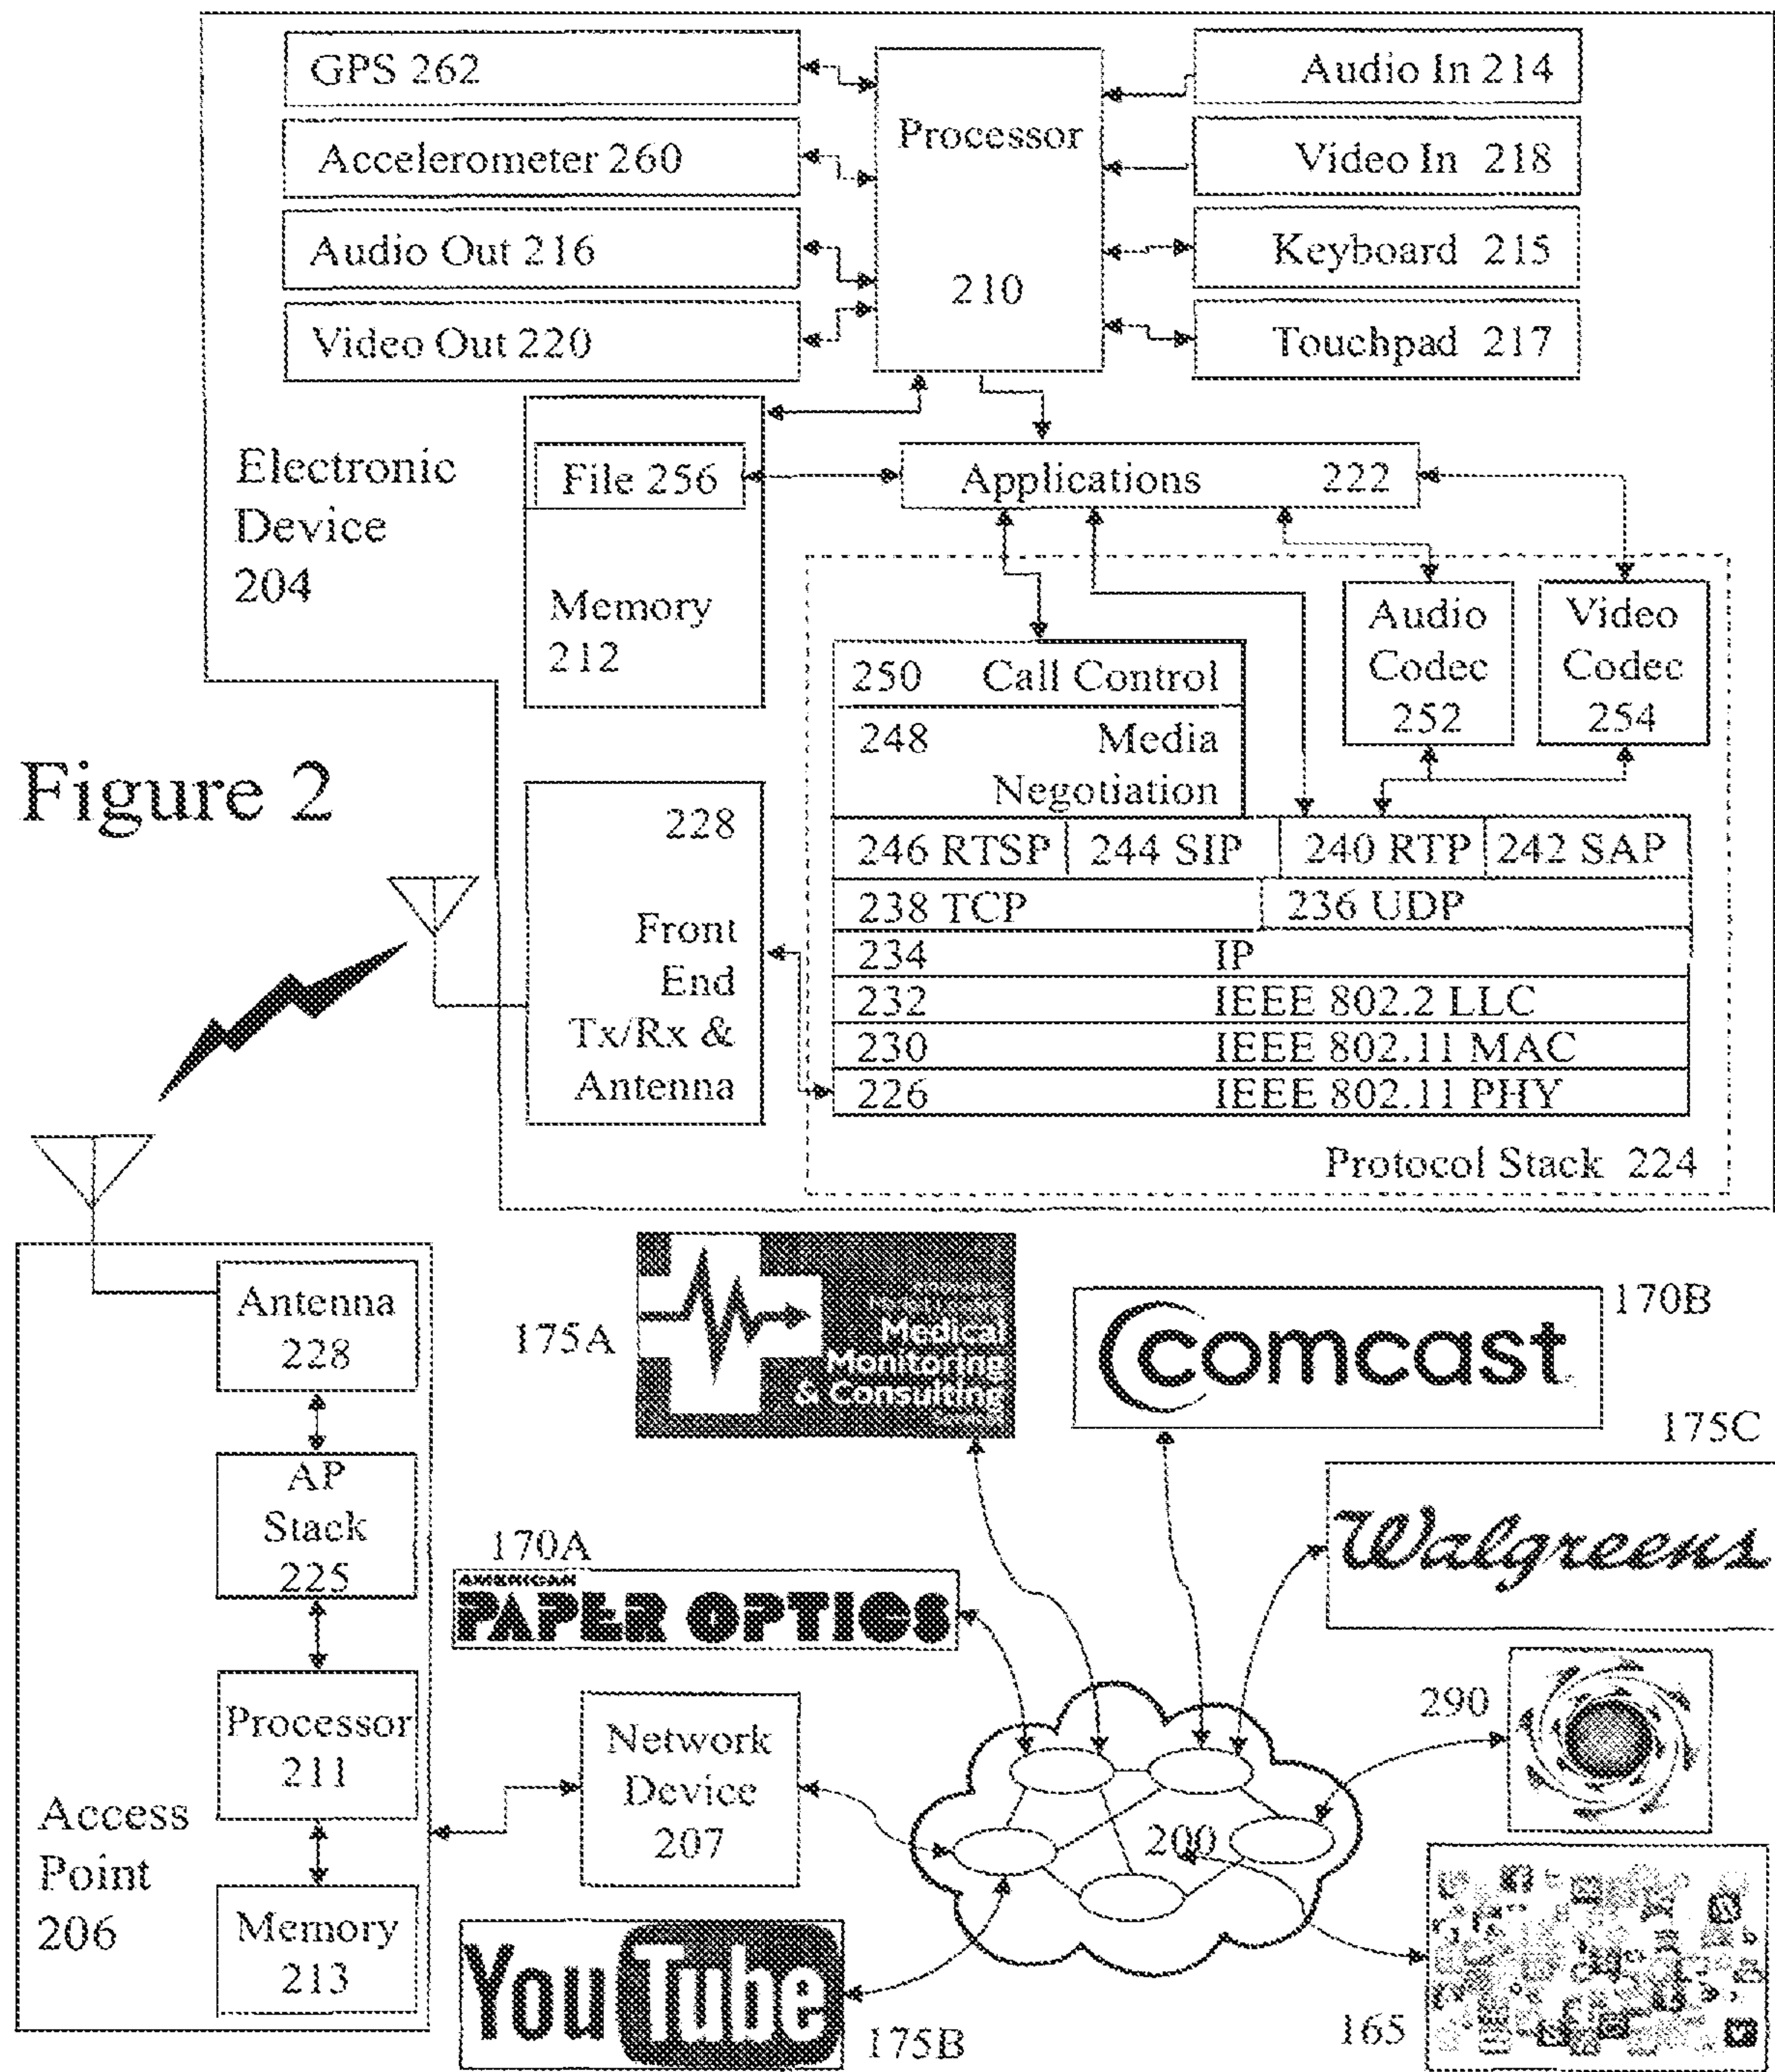 GPS 262
Accelerometer 260
Audio Out 216
Video Out 220
Processor
210
Audio In 214
Video In 218
Keyboard 215
Touchpad 217
Electronic
Device
204
File 256
Memory
212
Applications 222
Audio
Codec
252
Video
Codec
254
250 Call Control
248 Media
Negotiation
246 RTSP
244 SIP
240 RTP
242 SAP
238 TCP
236 UDP
234 IP
232 IEEE 802.2 LLC
230 IEEE 802.11 MAC
226 IEEE 802.11 PHY
Protocol Stack 224
Figure 2
228
Front
End
Tx/Rx &
Antenna
Antenna
228
AP
Stack
225
Processor
211
Memory
213
Access
Point
206
175A
Medical
Monitoring
& Consulting
comcast
170B
175C
Walgreens
170A
AMERICAN
PAPER OPTICS
Network
Device
207
200
290
165
YouTube
175B